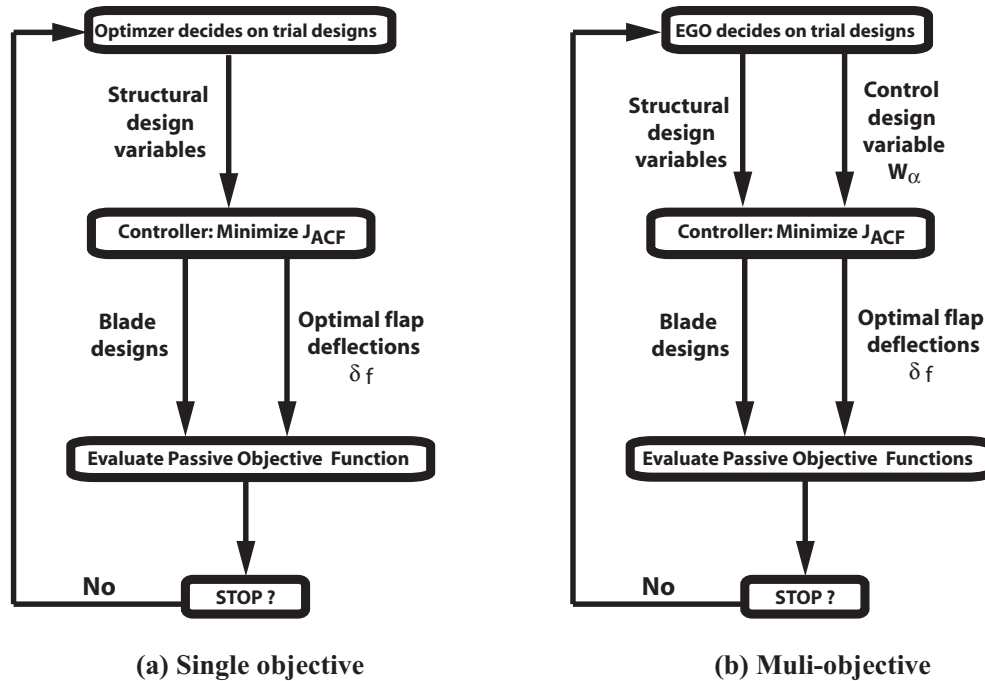 Optimzer decides on trial designs
Structural
design
variables
Controller: Minimize JACF
Blade
designs
Optimal flap
deflections
δ f
Evaluate Passive Objective Function
No
STOP ?
(a) Single objective
EGO decides on trial designs
Structural
design
variables
Control
design
variable
Wα
Controller: Minimize JACF
Blade
designs
Optimal flap
deflections
δ f
Evaluate Passive Objective Functions
No
STOP ?
(b) Muli-objective